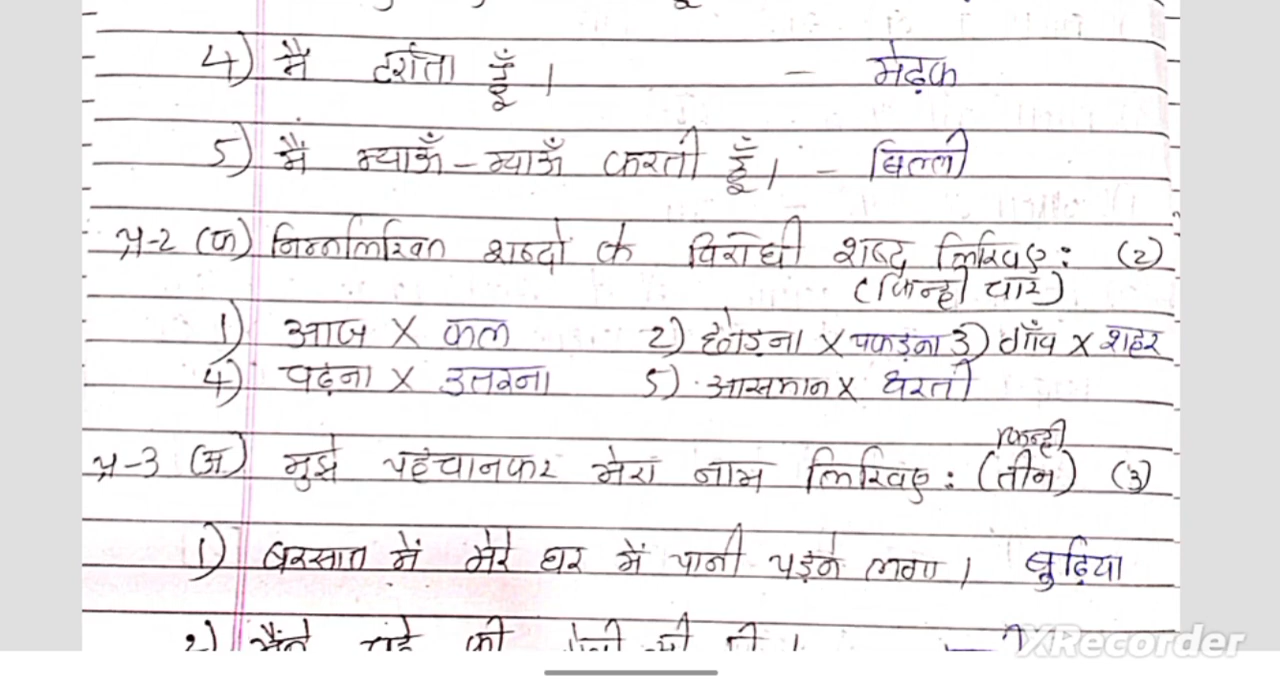 4) मैं टर्राता हूँ। - मेढ़क
5) मैं म्याऊँ - म्याऊँ करती हूँ। - बिल्ली
प्र-2 (ज) निम्नलिखित शब्दों के विरोधी शब्द लिखिए: (2)
(किन्ही चार)
1) आज X कल 2) छोड़ना X पकड़ना 3) गाँव X शहर
4) चढ़ना X उतरना 5) आसमान X धरती
किन्ही
प्र-3 (अ) मुझे पहचानकर मेरा नाम लिखिए: (तीन) (3)
1) बरसात में मेरे घर में पानी पड़ने लगा। बुढ़िया
2) मैंने
XRecorder